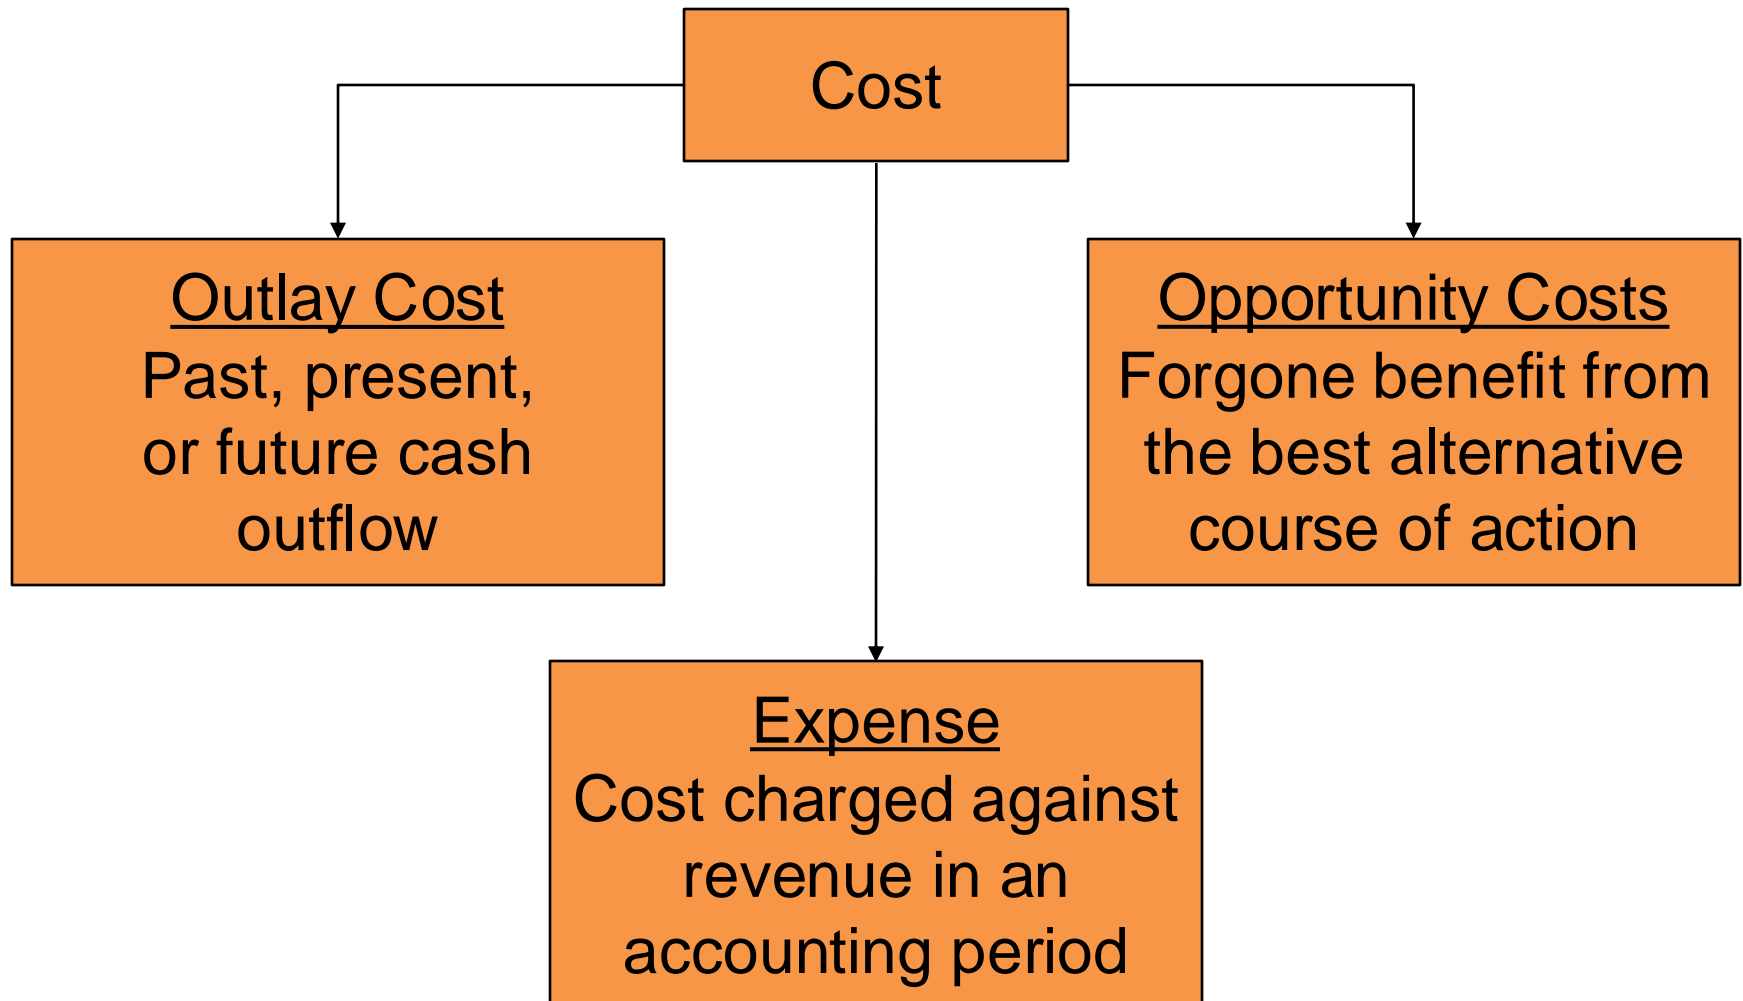 Cost
Outlay Cost
Past, present,
or future cash
outflow
Opportunity Costs
Forgone benefit from
the best alternative
course of action
Expense
Cost charged against
revenue in an
accounting period